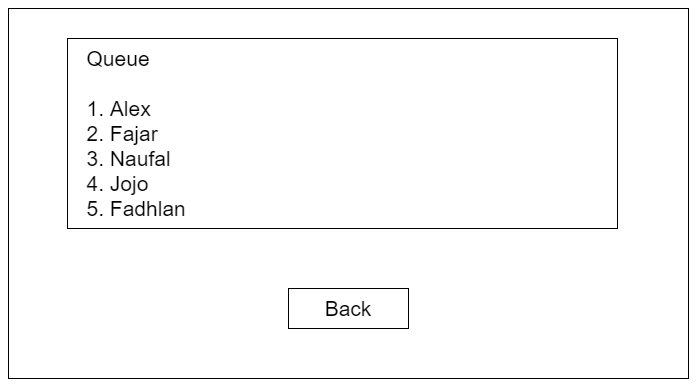 Queue
1. Alex
2. Fajar
3. Naufal
4. Jojo
5. Fadhlan
Back